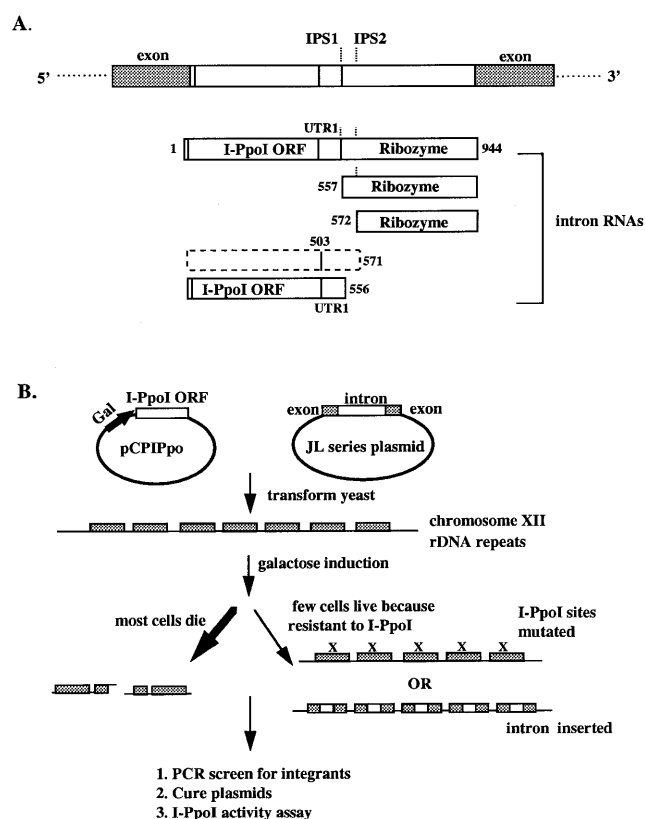 A.
IPS1 IPS2
exon exon
5' 3'
UTR1
1 I-PpoI ORF Ribozyme 944
557 Ribozyme
572 Ribozyme
intron RNAs
503
571
I-PpoI ORF 556
UTR1
B.
I-PpoI ORF
Gal
pCPIPpo
intron
exon exon
JL series plasmid
transform yeast
chromosome XII
rDNA repeats
galactose induction
most cells die
few cells live because
resistant to I-PpoI
I-PpoI sites
mutated
X X X X X
OR
intron inserted
1. PCR screen for integrants
2. Cure plasmids
3. I-PpoI activity assay